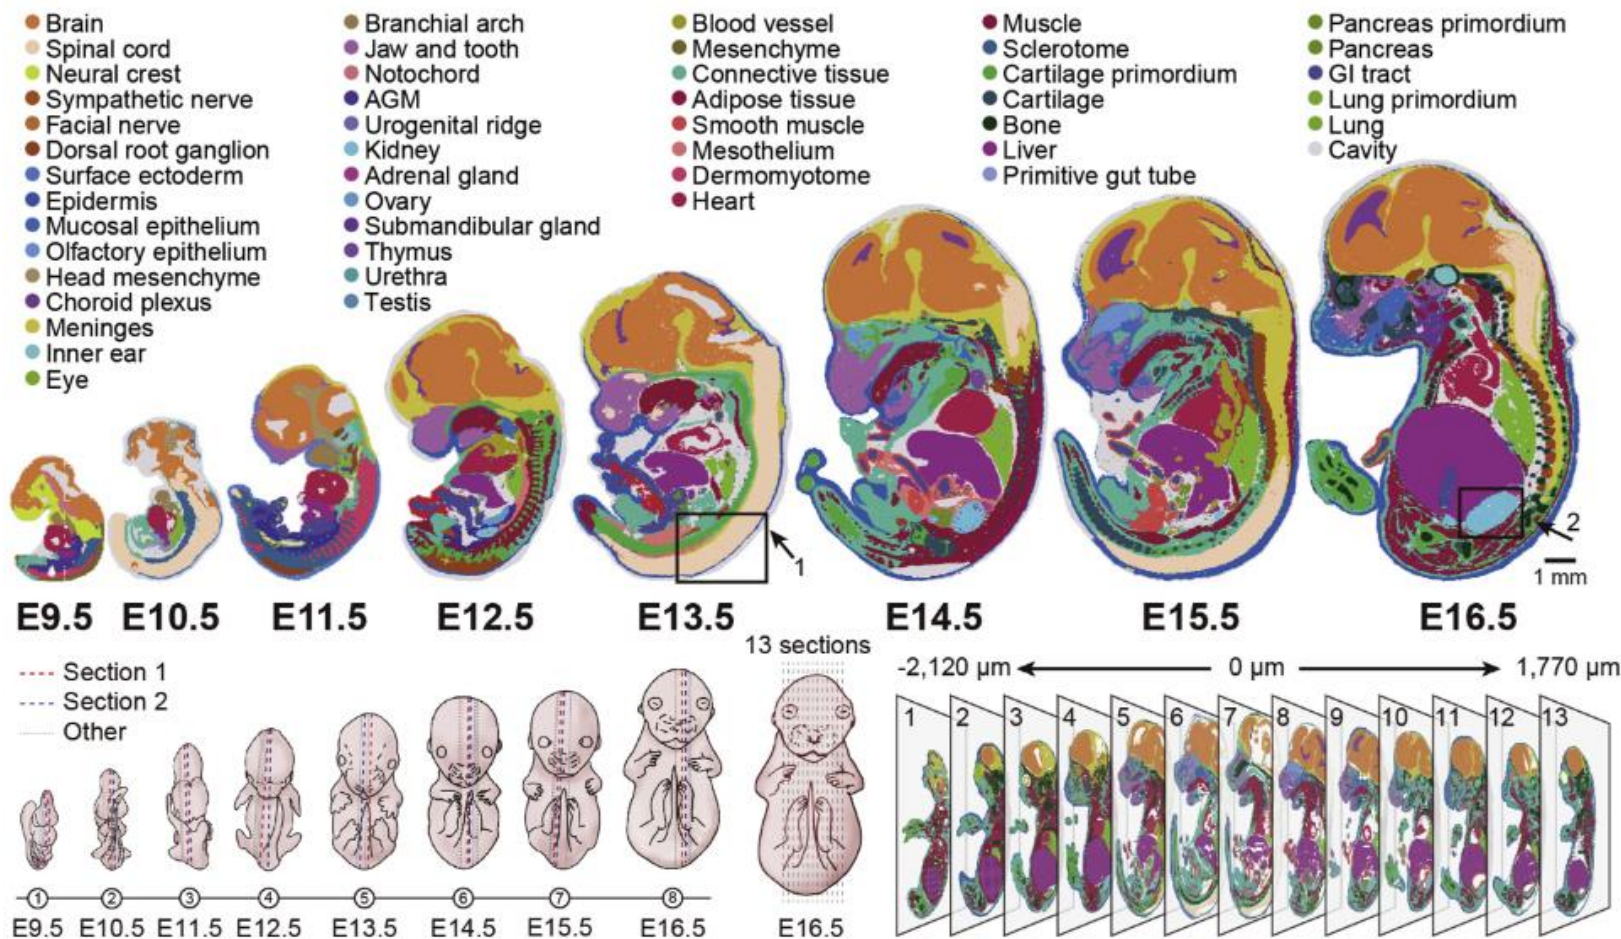 Brain
Spinal cord
Neural crest
Sympathetic nerve
Facial nerve
Dorsal root ganglion
Surface ectoderm
Epidermis
Mucosal epithelium
Olfactory epithelium
Head mesenchyme
Choroid plexus
Meninges
Inner ear
Eye
Branchial arch
Jaw and tooth
Notochord
AGM
Urogenital ridge
Kidney
Adrenal gland
Ovary
Submandibular gland
Thymus
Urethra
Testis
Blood vessel
Mesenchyme
Connective tissue
Adipose tissue
Smooth muscle
Mesothelium
Dermomyotome
Heart
Muscle
Sclerotome
Cartilage primordium
Cartilage
Bone
Liver
Primitive gut tube
Pancreas primordium
Pancreas
GI tract
Lung primordium
Lung
Cavity
1
2
1 mm
E9.5 E10.5 E11.5 E12.5 E13.5 E14.5 E15.5 E16.5
Section 1
Section 2
Other
13 sections
-2,120 µm 0 µm 1,770 µm
1 2 3 4 5 6 7 8 9 10 11 12 13
1 2 3 4 5 6 7 8
E9.5 E10.5 E11.5 E12.5 E13.5 E14.5 E15.5 E16.5 E16.5